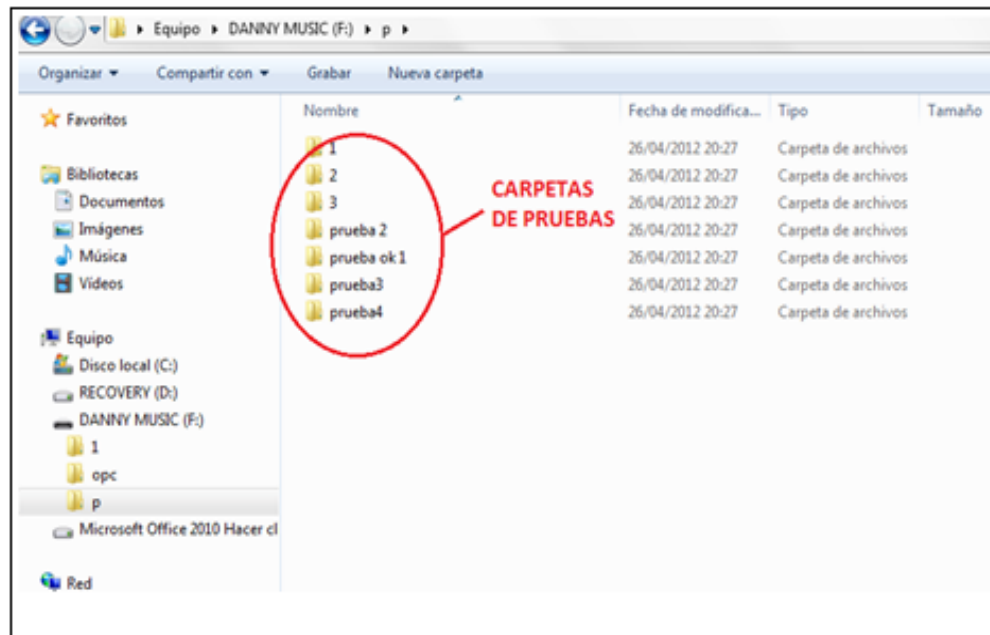 Equipo ▸ DANNY MUSIC (F:) ▸ p ▸
Organizar Compartir con Grabar Nueva carpeta
Favoritos
Bibliotecas
Documentos
Imágenes
Música
Vídeos
Equipo
Disco local (C:)
RECOVERY (D:)
DANNY MUSIC (F:)
1
opc
p
Microsoft Office 2010 Hacer cl
Red
Nombre Fecha de modifica... Tipo Tamaño
1 26/04/2012 20:27 Carpeta de archivos
2 26/04/2012 20:27 Carpeta de archivos
3 26/04/2012 20:27 Carpeta de archivos
prueba 2 26/04/2012 20:27 Carpeta de archivos
prueba ok 1 26/04/2012 20:27 Carpeta de archivos
prueba3 26/04/2012 20:27 Carpeta de archivos
prueba4 26/04/2012 20:27 Carpeta de archivos
CARPETAS
DE PRUEBAS